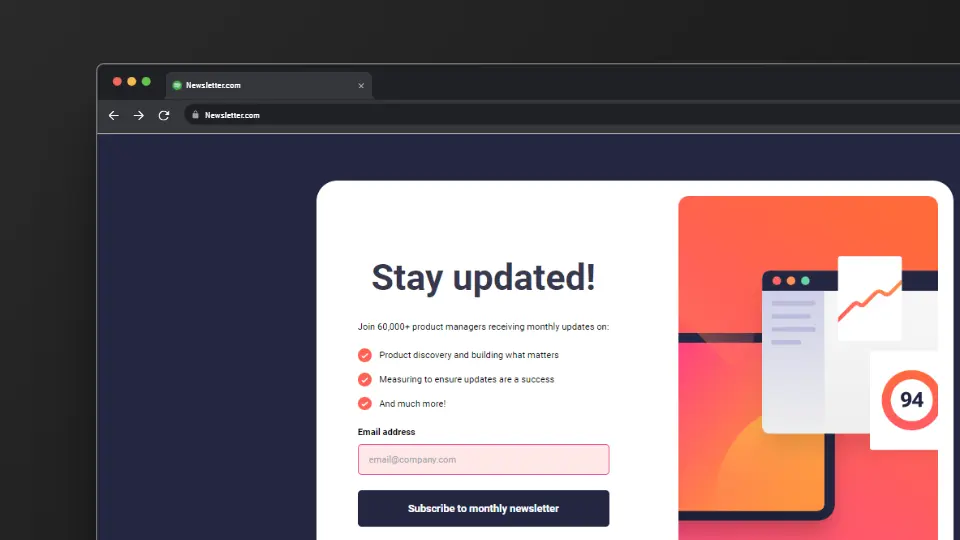 Newsletter.com
Newsletter.com
Stay updated!
Join 60,000+ product managers receiving monthly updates on:
Product discovery and building what matters
Measuring to ensure updates are a success
And much more!
Email address
email@company.com
Subscribe to monthly newsletter
94